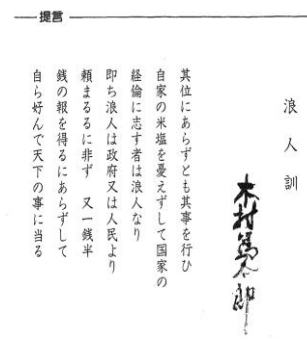 提言
浪人訓
木村篤太郎
其位にあらずとも其事を行ひ
自家の米塩を憂えずして国家の
経倫に志す者は浪人なり
即ち浪人は政府又は人民より
頼まるるに非ず 又一銭半
銭の報を得るにあらずして
自ら好んで天下の事に当る